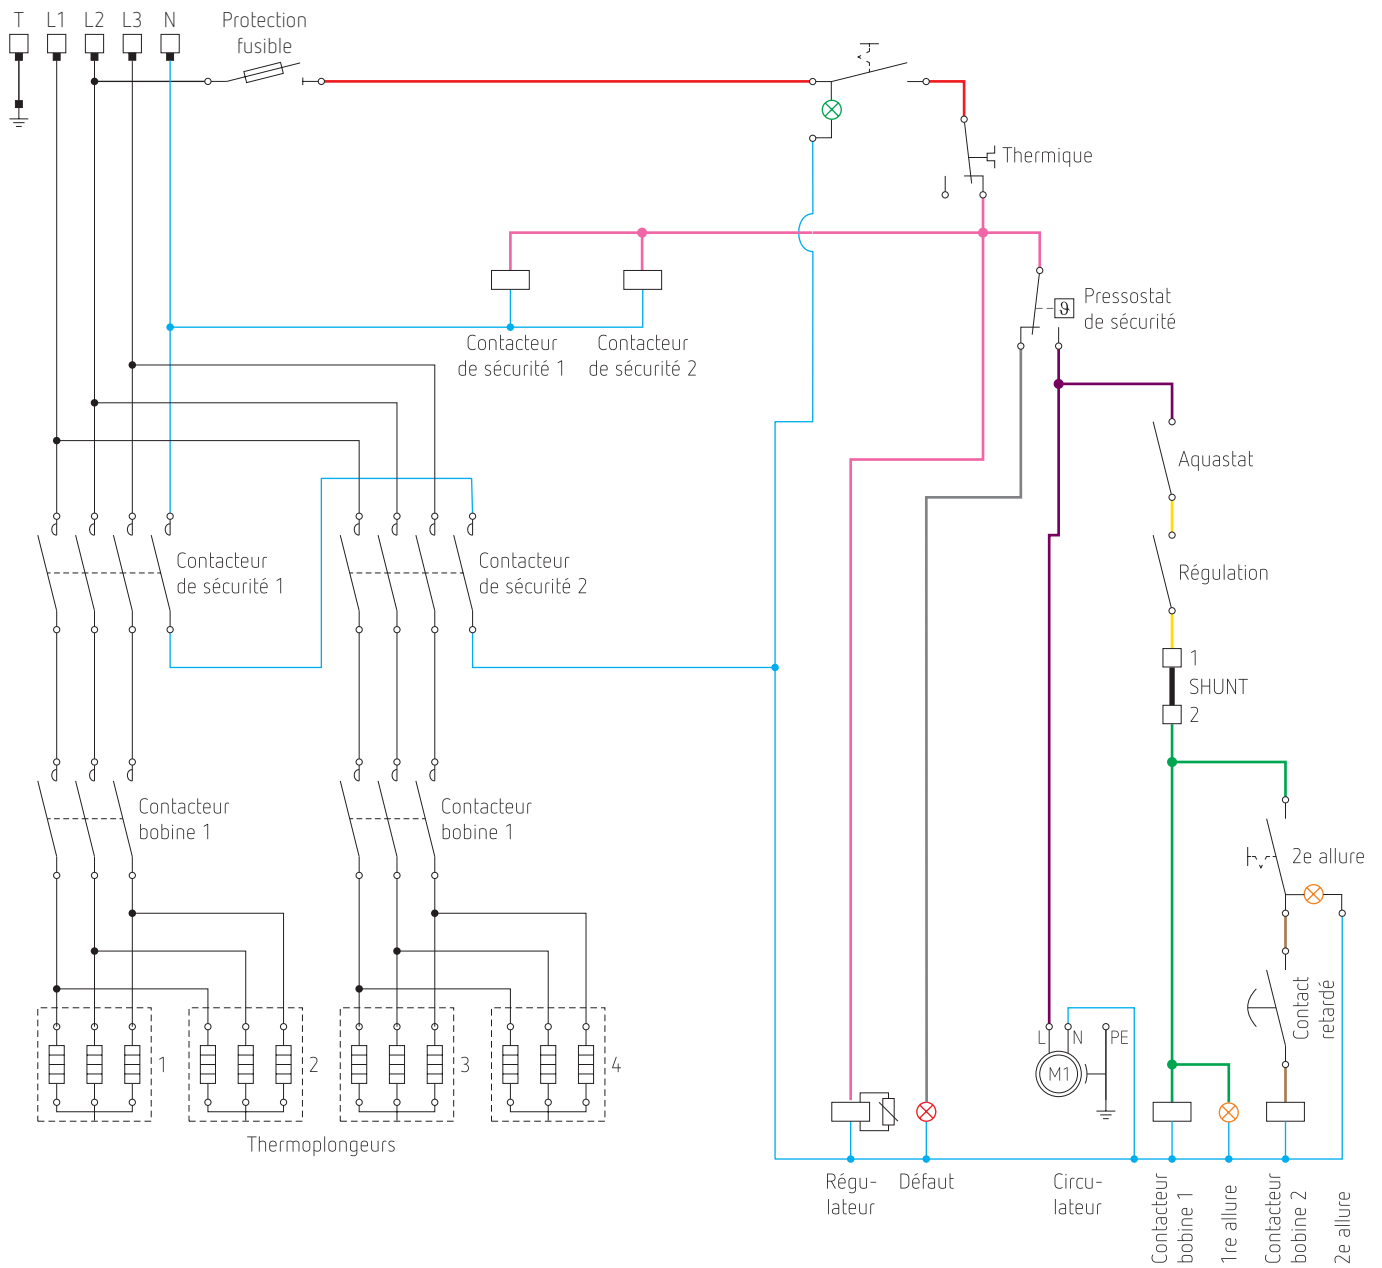 T L1 L2 L3 N
Protection
fusible
Thermique
Pressostat
de sécurité
ϑ
Contacteur
de sécurité 1
Contacteur
de sécurité 2
Aquastat
Contacteur
de sécurité 1
Contacteur
de sécurité 2
Régulation
1
SHUNT
2
Contacteur
bobine 1
Contacteur
bobine 1
2e allure
Contact
retardé
L N PE
M1
1 2 3 4
Thermoplongeurs
Régu-
lateur
Défaut
Circu-
lateur
Contacteur
bobine 1
1re allure
Contacteur
bobine 2
2e allure